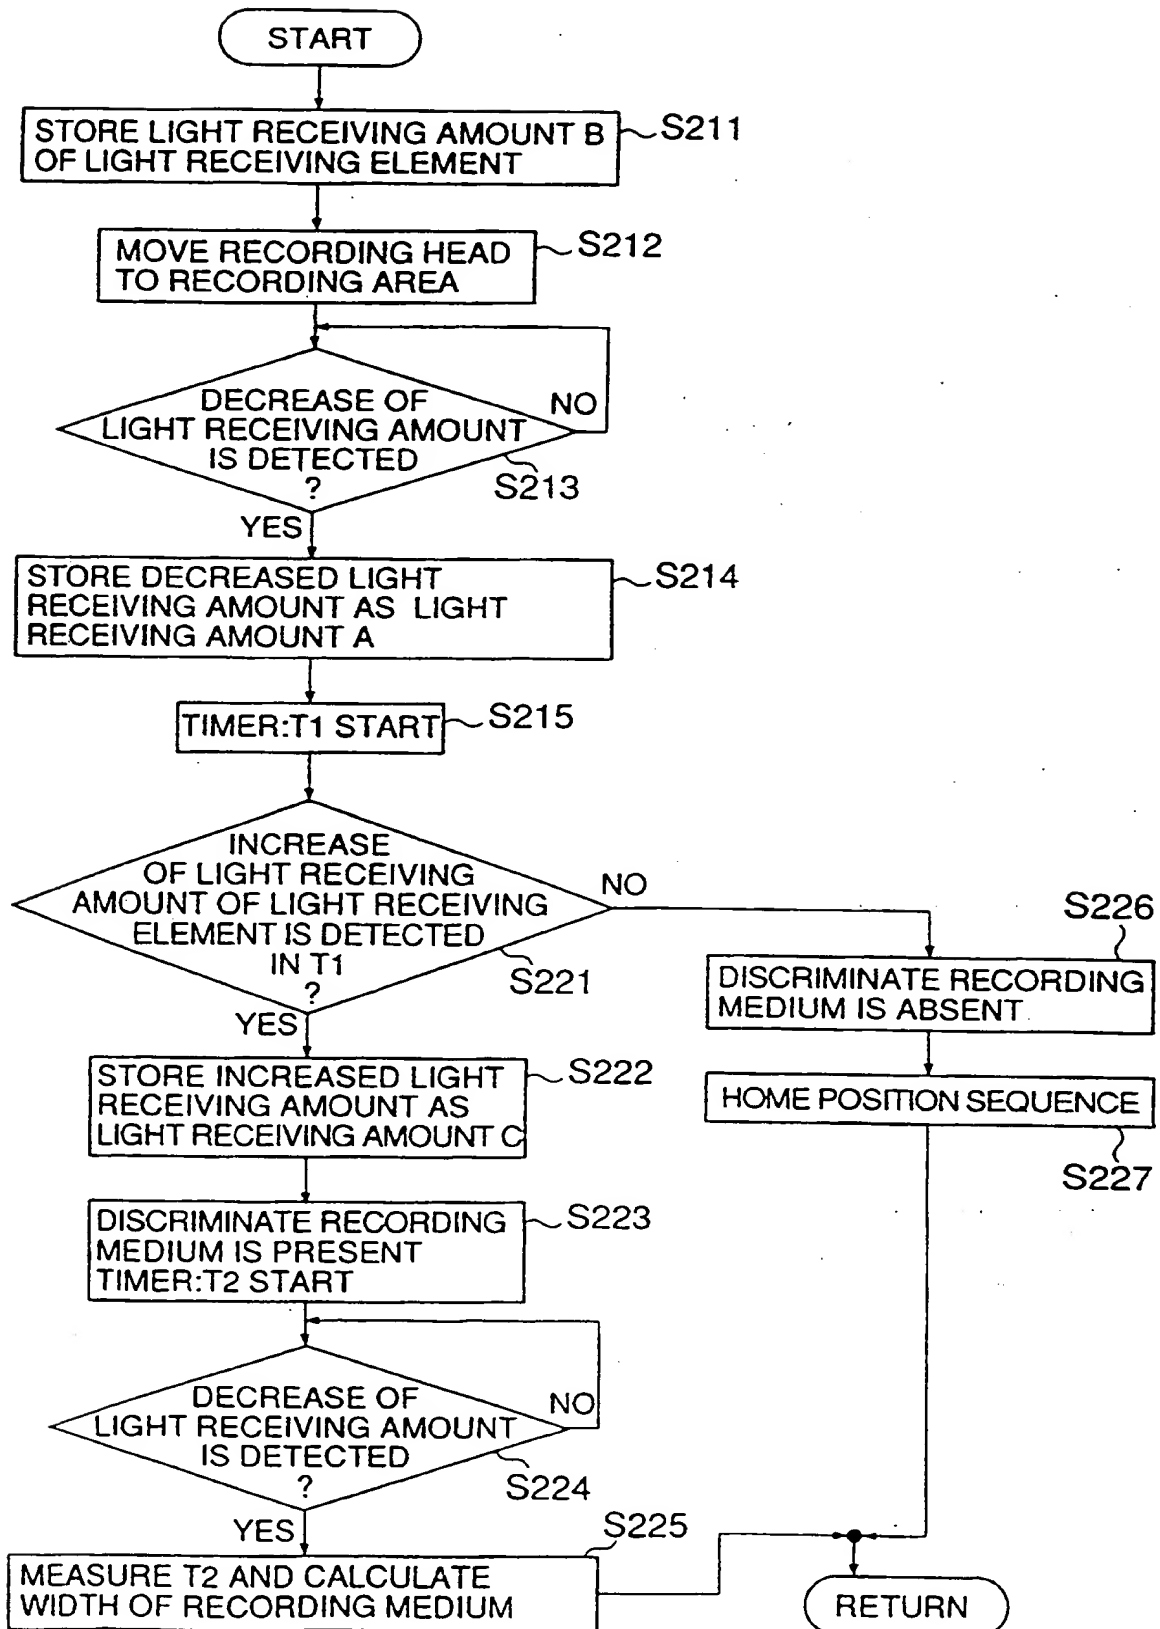 START
STORE LIGHT RECEIVING AMOUNT B
OF LIGHT RECEIVING ELEMENT
S211
MOVE RECORDING HEAD
TO RECORDING AREA
S212
DECREASE OF
LIGHT RECEIVING AMOUNT
IS DETECTED
?
NO
S213
YES
STORE DECREASED LIGHT
RECEIVING AMOUNT AS LIGHT
RECEIVING AMOUNT A
S214
TIMER:T1 START
S215
INCREASE
OF LIGHT RECEIVING
AMOUNT OF LIGHT RECEIVING
ELEMENT IS DETECTED
IN T1
?
NO
S221
YES
S226
DISCRIMINATE RECORDING
MEDIUM IS ABSENT
STORE INCREASED LIGHT
RECEIVING AMOUNT AS
LIGHT RECEIVING AMOUNT C
S222
HOME POSITION SEQUENCE
S227
DISCRIMINATE RECORDING
MEDIUM IS PRESENT
TIMER:T2 START
S223
DECREASE OF
LIGHT RECEIVING AMOUNT
IS DETECTED
?
NO
S224
YES
S225
MEASURE T2 AND CALCULATE
WIDTH OF RECORDING MEDIUM
RETURN